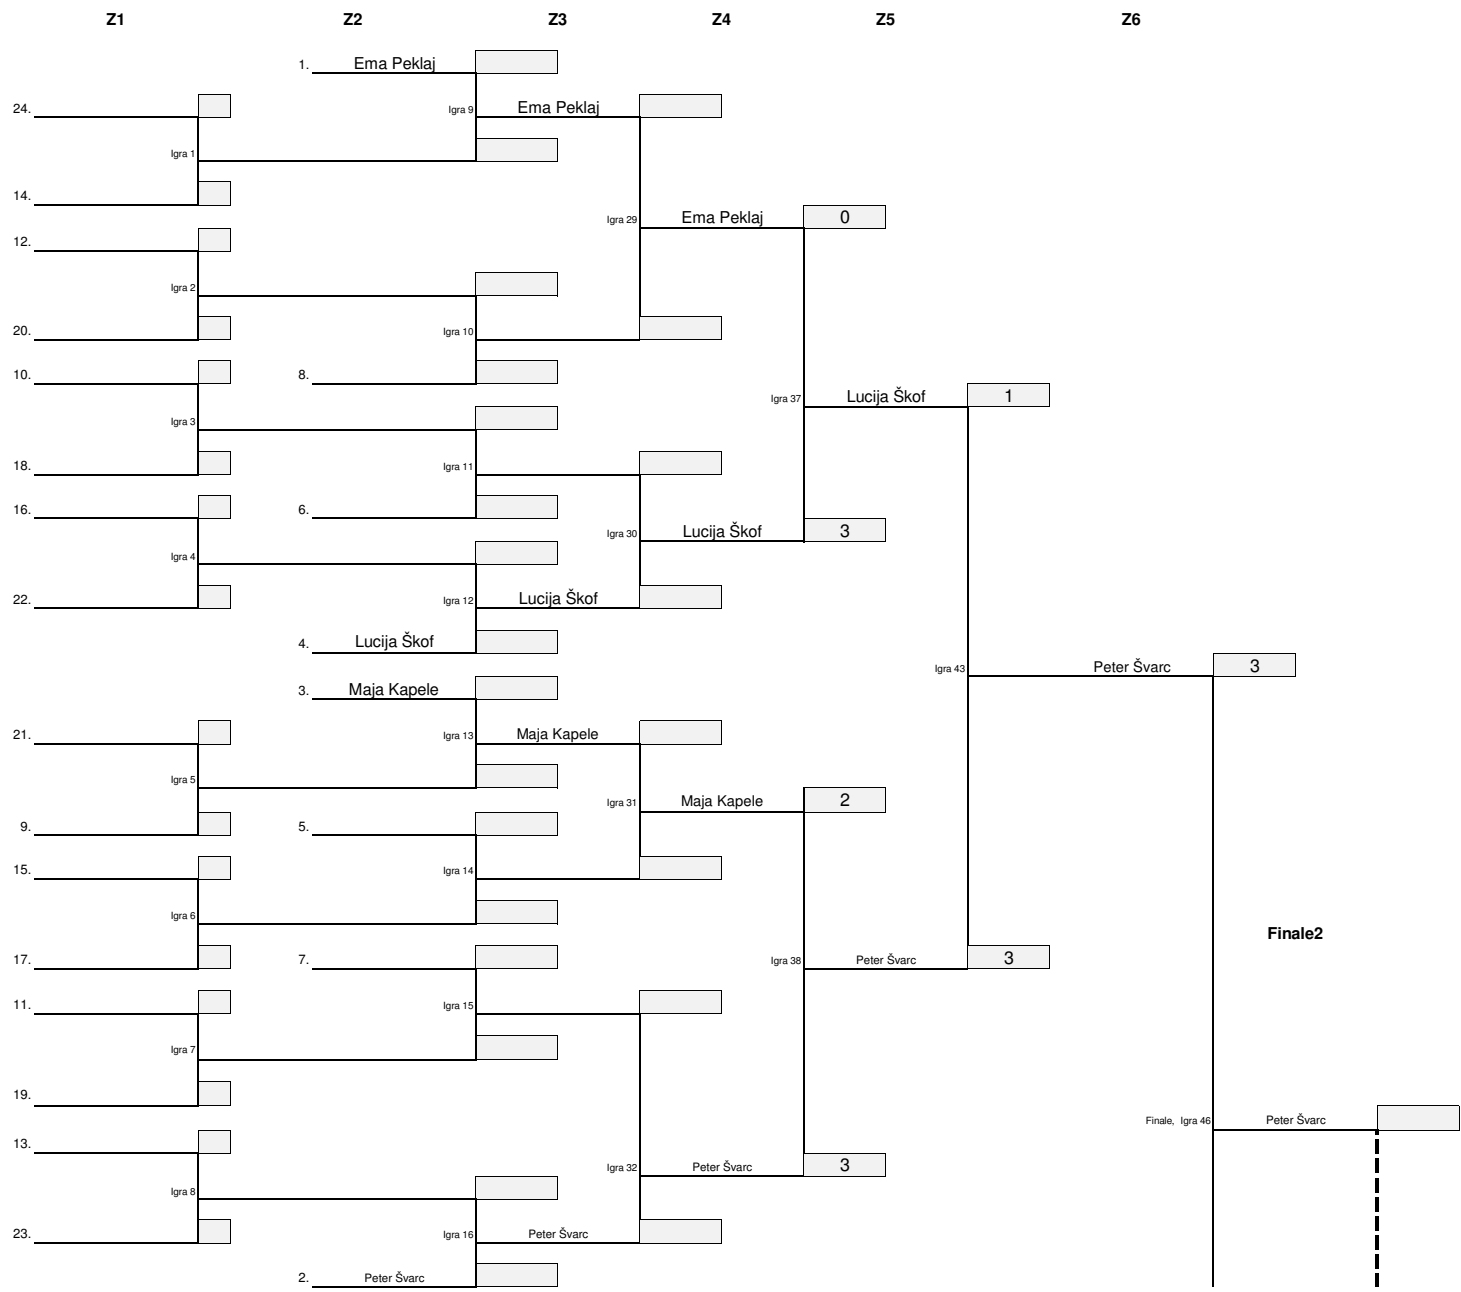 Z1 Z2 Z3 Z4 Z5 Z6
1. Ema Peklaj
24. Igra 9 Ema Peklaj
Igra 1
14.
Igra 29 Ema Peklaj 0
12.
Igra 2
20. Igra 10
10. 8.
Igra 37 Lucija Škof 1
Igra 3
18. Igra 11
16. 6.
Igra 30 Lucija Škof 3
Igra 4
22. Igra 12 Lucija Škof
4. Lucija Škof
Igra 43 Peter Švarc 3
3. Maja Kapele
21. Igra 13 Maja Kapele
Igra 5
Igra 31 Maja Kapele 2
9. 5.
15. Igra 14
Igra 6
Finale2
17. 7. Igra 38 Peter Švarc 3
11. Igra 15
Igra 7
19.
Finale, Igra 46 Peter Švarc
13.
Igra 32 Peter Švarc 3
Igra 8
23. Igra 16 Peter Švarc
2. Peter Švarc